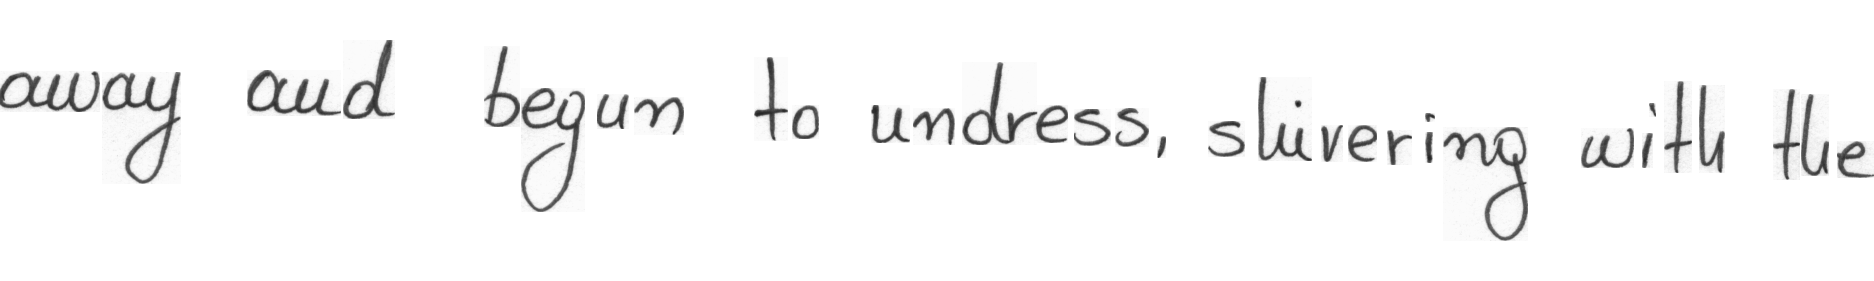 away and begun to undress, shivering with the